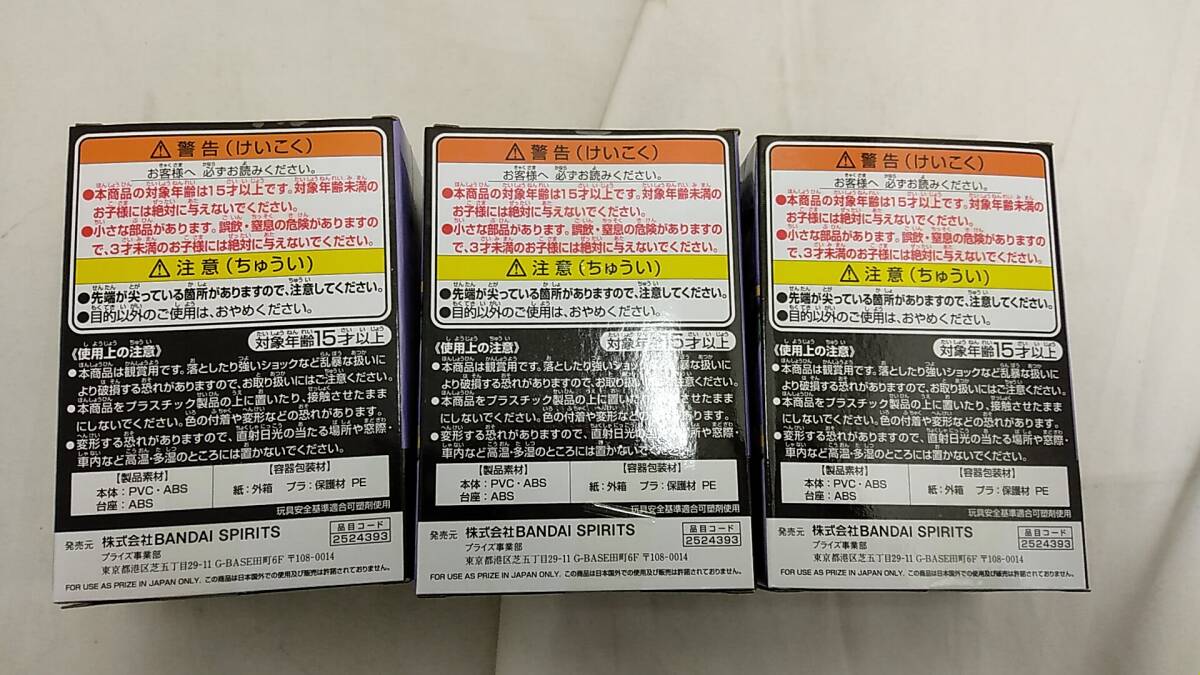 警告（けいこく）
お客様へ 必ずお読みください。
●本商品の対象年齢は15才以上です。対象年齢未満の
お子様には絶対に与えないでください。
●小さな部品があります。誤飲・窒息の危険があります
ので、3才未満のお子様には絶対に与えないでください。
注意（ちゅうい）
●先端が尖っている箇所がありますので、注意してください。
●目的以外のご使用は、おやめください。
《使用上の注意》
対象年齢15才以上
●本商品は観賞用です。落としたり強いショックなど乱暴な扱いに
より破損する恐れがありますので、お取り扱いにはご注意ください。
●本商品をプラスチック製品の上に置いたり、接触させたまま
にしないでください。色の付着や変形などの恐れがあります。
●変形する恐れがありますので、直射日光の当たる場所や窓際・
車内など高温・多湿のところには置かないでください。
【製品素材】
本体：PVC・ABS
台座：ABS
【容器包装材】
紙：外箱 プラ：保護材 PE
玩具安全基準適合可塑剤使用
発売元 株式会社BANDAI SPIRITS
プライズ事業部
東京都港区芝五丁目29-11 G-BASE田町6F 〒108-0014
品目コード
2524393
FOR USE AS PRIZE IN JAPAN ONLY. この商品は日本国外での使用及び販売は許諾されておりません。
警告（けいこく）
お客様へ 必ずお読みください。
●本商品の対象年齢は15才以上です。対象年齢未満の
お子様には絶対に与えないでください。
●小さな部品があります。誤飲・窒息の危険があります
ので、3才未満のお子様には絶対に与えないでください。
注意（ちゅうい）
●先端が尖っている箇所がありますので、注意してください。
●目的以外のご使用は、おやめください。
《使用上の注意》
対象年齢15才以上
●本商品は観賞用です。落としたり強いショックなど乱暴な扱いに
より破損する恐れがありますので、お取り扱いにはご注意ください。
●本商品をプラスチック製品の上に置いたり、接触させたまま
にしないでください。色の付着や変形などの恐れがあります。
●変形する恐れがありますので、直射日光の当たる場所や窓際・
車内など高温・多湿のところには置かないでください。
【製品素材】
本体：PVC・ABS
台座：ABS
【容器包装材】
紙：外箱 プラ：保護材 PE
玩具安全基準適合可塑剤使用
発売元 株式会社BANDAI SPIRITS
プライズ事業部
東京都港区芝五丁目29-11 G-BASE田町6F 〒108-0014
品目コード
2524393
FOR USE AS PRIZE IN JAPAN ONLY. この商品は日本国外での使用及び販売は許諾されておりません。
警告（けいこく）
お客様へ 必ずお読みください。
●本商品の対象年齢は15才以上です。対象年齢未満の
お子様には絶対に与えないでください。
●小さな部品があります。誤飲・窒息の危険があります
ので、3才未満のお子様には絶対に与えないでください。
注意（ちゅうい）
●先端が尖っている箇所がありますので、注意してください。
●目的以外のご使用は、おやめください。
《使用上の注意》
対象年齢15才以上
●本商品は観賞用です。落としたり強いショックなど乱暴な扱いに
より破損する恐れがありますので、お取り扱いにはご注意ください。
●本商品をプラスチック製品の上に置いたり、接触させたまま
にしないでください。色の付着や変形などの恐れがあります。
●変形する恐れがありますので、直射日光の当たる場所や窓際・
車内など高温・多湿のところには置かないでください。
【製品素材】
本体：PVC・ABS
台座：ABS
【容器包装材】
紙：外箱 プラ：保護材 PE
玩具安全基準適合可塑剤使用
発売元 株式会社BANDAI SPIRITS
プライズ事業部
東京都港区芝五丁目29-11 G-BASE田町6F 〒108-0014
品目コード
2524393
FOR USE AS PRIZE IN JAPAN ONLY. この商品は日本国外での使用及び販売は許諾されておりません。